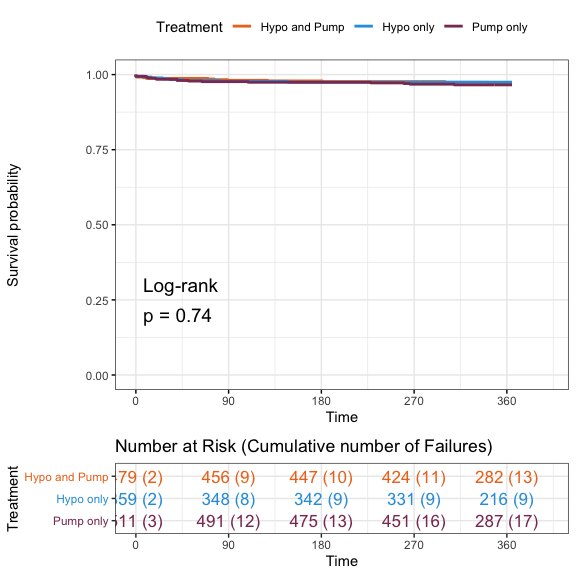 Treatment Hypo and Pump Hypo only Pump only
1.00
0.75
0.50
0.25
0.00
Survival probability
Log-rank
p = 0.74
0 90 180 270 360
Time
Number at Risk (Cumulative number of Failures)
Treatment
Hypo and Pump 79 (2) 456 (9) 447 (10) 424 (11) 282 (13)
Hypo only 59 (2) 348 (8) 342 (9) 331 (9) 216 (9)
Pump only 11 (3) 491 (12) 475 (13) 451 (16) 287 (17)
0 90 180 270 360
Time